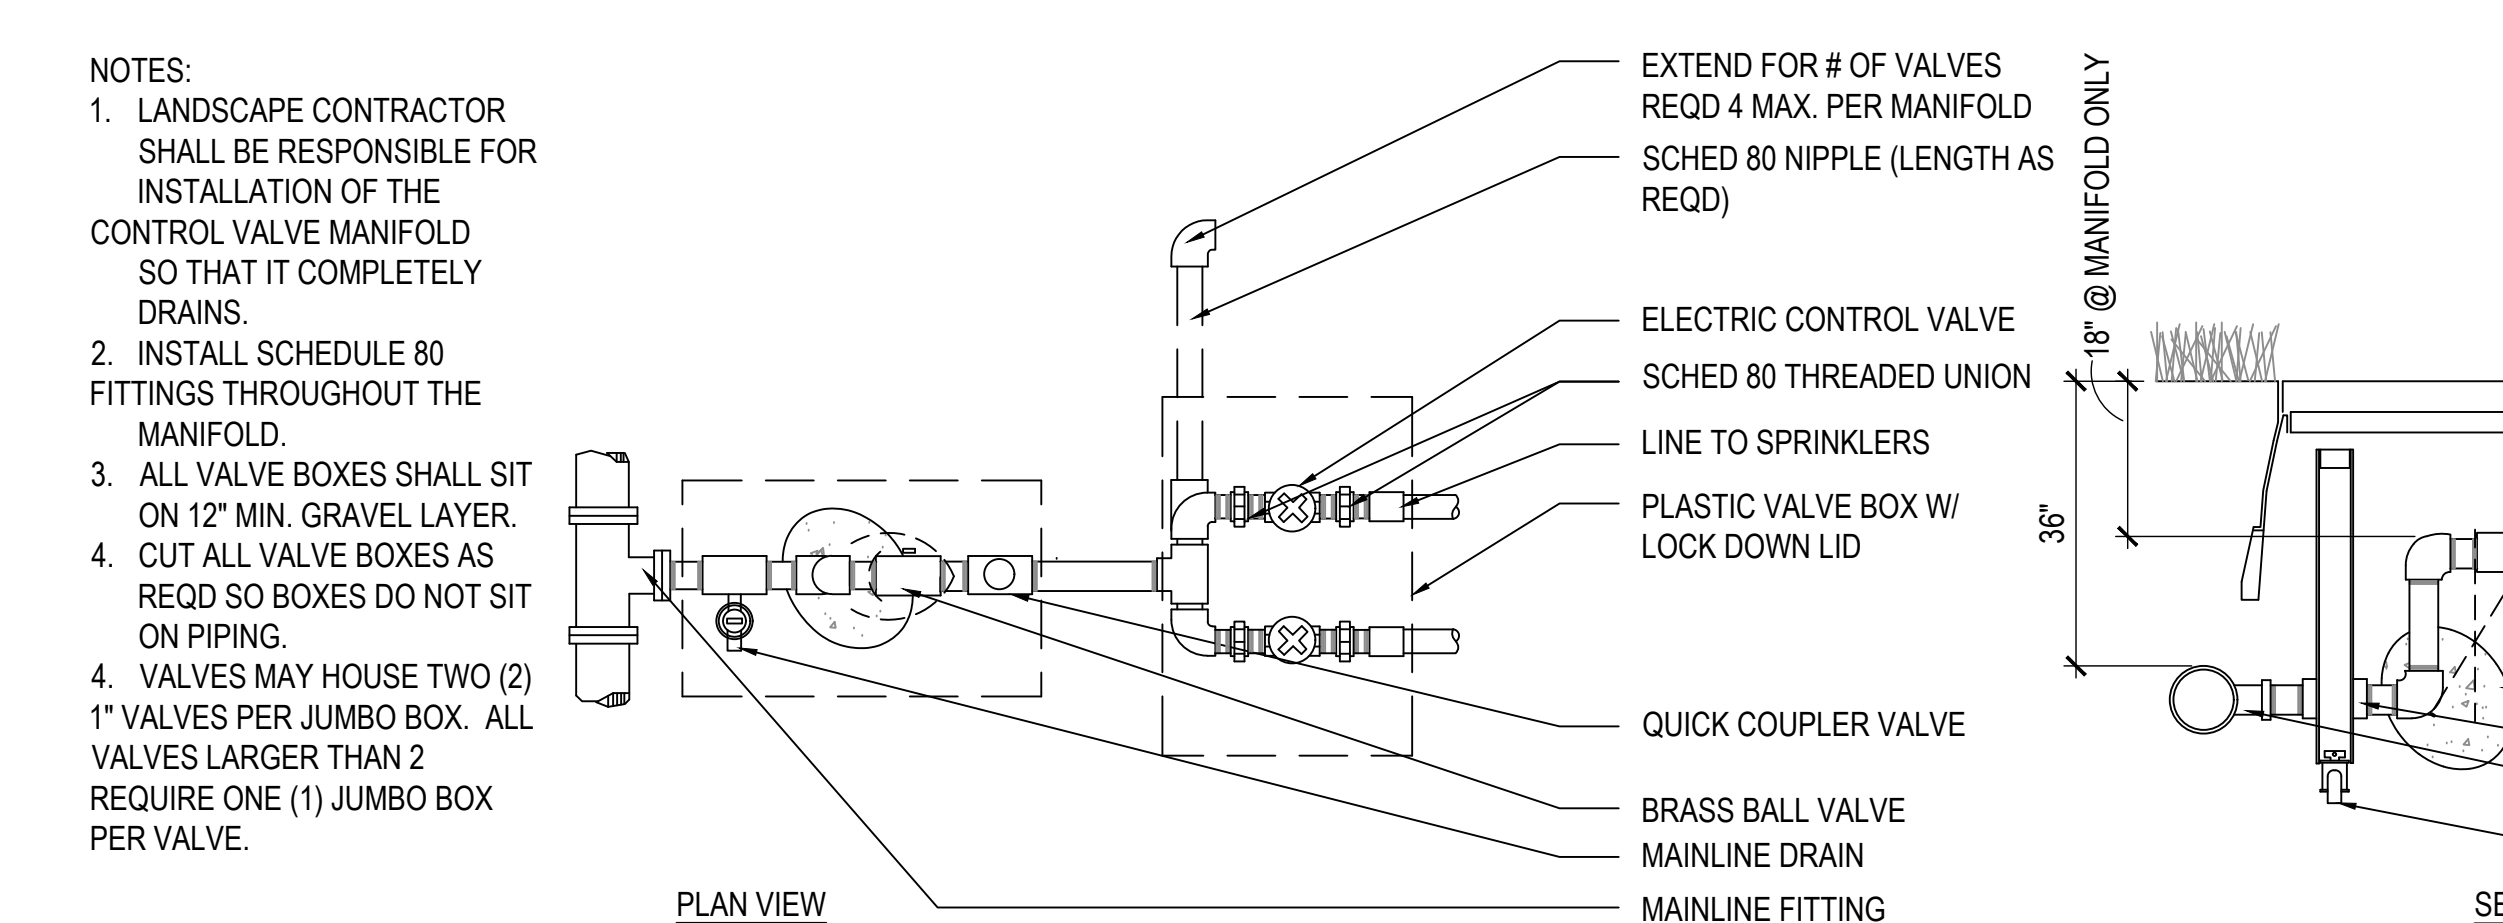 NOTES:
1. LANDSCAPE CONTRACTOR
SHALL BE RESPONSIBLE FOR
INSTALLATION OF THE
CONTROL VALVE MANIFOLD
SO THAT IT COMPLETELY
DRAINS.
2. INSTALL SCHEDULE 80
FITTINGS THROUGHOUT THE
MANIFOLD.
3. ALL VALVE BOXES SHALL SIT
ON 12" MIN. GRAVEL LAYER.
4. CUT ALL VALVE BOXES AS
REQD SO BOXES DO NOT SIT
ON PIPING.
4. VALVES MAY HOUSE TWO (2)
1" VALVES PER JUMBO BOX. ALL
VALVES LARGER THAN 2
REQUIRE ONE (1) JUMBO BOX
PER VALVE.
PLAN VIEW
EXTEND FOR # OF VALVES
REQD 4 MAX. PER MANIFOLD
SCHED 80 NIPPLE (LENGTH AS
REQD)
ELECTRIC CONTROL VALVE
SCHED 80 THREADED UNION
LINE TO SPRINKLERS
PLASTIC VALVE BOX W/
LOCK DOWN LID
QUICK COUPLER VALVE
BRASS BALL VALVE
MAINLINE DRAIN
MAINLINE FITTING
18" @ MANIFOLD ONLY
36"